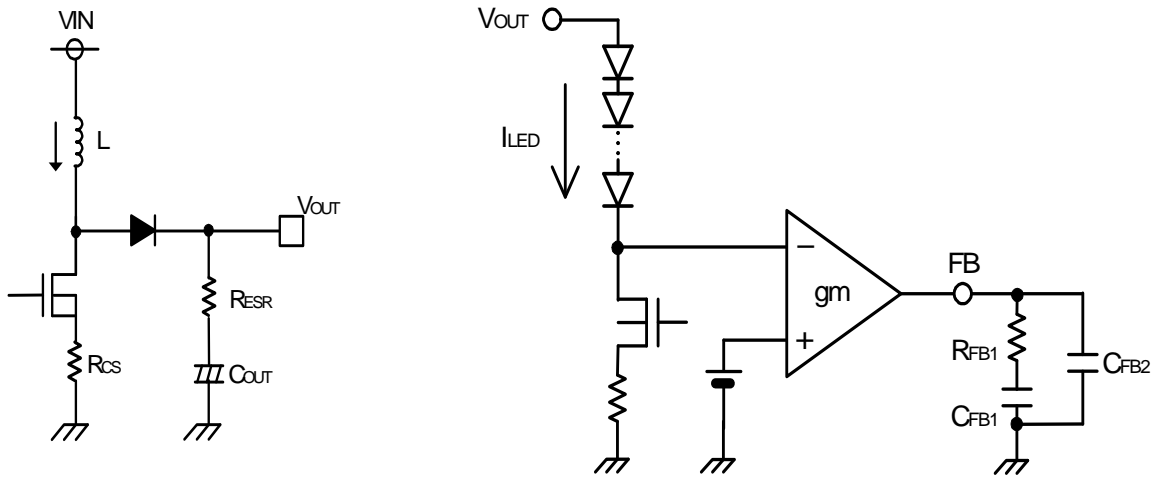 VIN
L
VOUT
RESR
RCS
COUT
VOUT
ILED
−
gm
+
FB
RFB1
CFB2
CFB1